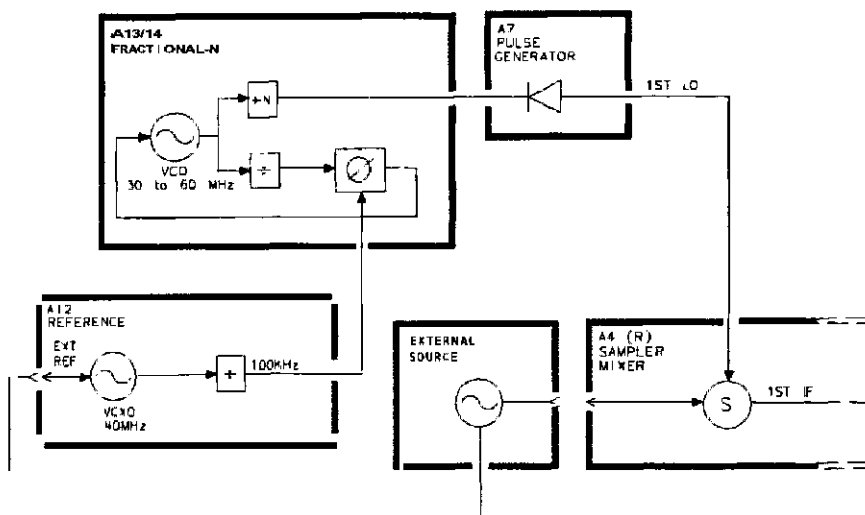 A13/14
FRACTIONAL-N
÷N
VCO
30 to 60 MHz
÷
A7
PULSE
GENERATOR
1ST LO
A12
REFERENCE
EXT
REF
VCXO
40MHz
÷
100KHz
EXTERNAL
SOURCE
A4 (R)
SAMPLER
MIXER
S
1ST IF